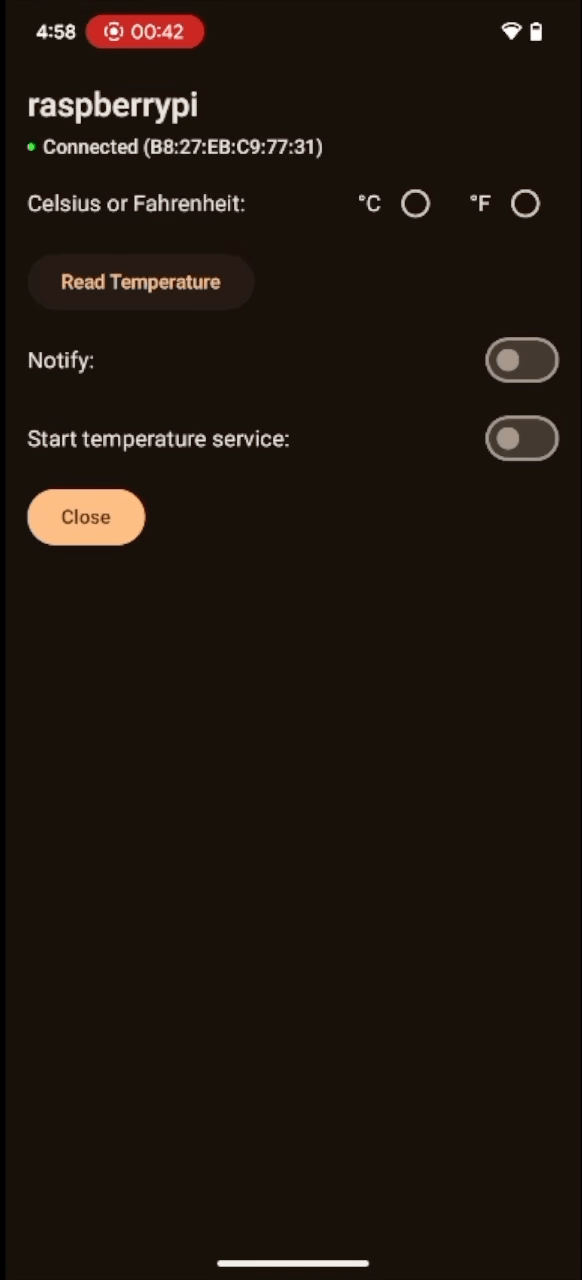 4:58 00:42
raspberrypi
Connected (B8:27:EB:C9:77:31)
Celsius or Fahrenheit: °C °F
Read Temperature
Notify:
Start temperature service:
Close